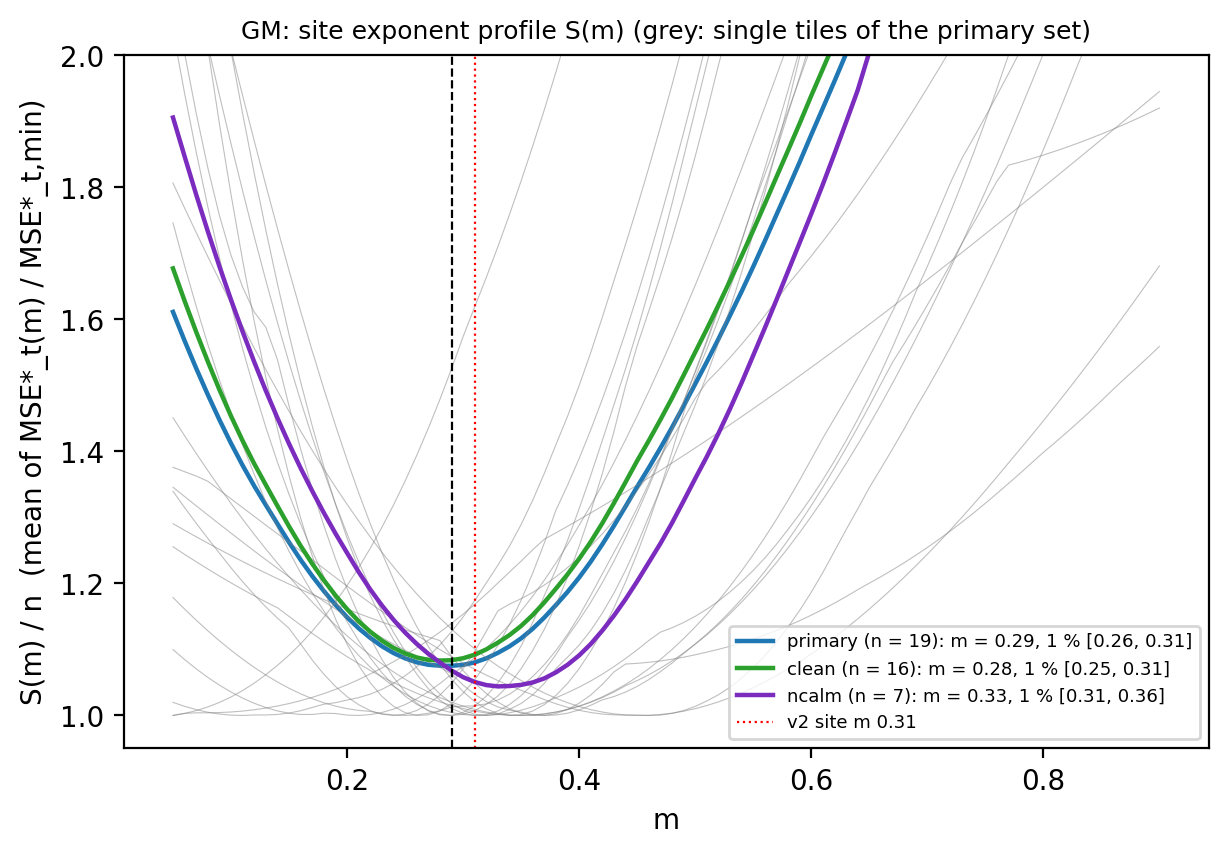 GM: site exponent profile S(m) (grey: single tiles of the primary set)
S(m) / n  (mean of MSE*_t(m) / MSE*_t,min)
2.0
1.8
1.6
1.4
1.2
1.0
primary (n = 19): m = 0.29, 1 % [0.26, 0.31]
clean (n = 16): m = 0.28, 1 % [0.25, 0.31]
ncalm (n = 7): m = 0.33, 1 % [0.31, 0.36]
v2 site m 0.31
0.2 0.4 0.6 0.8
m